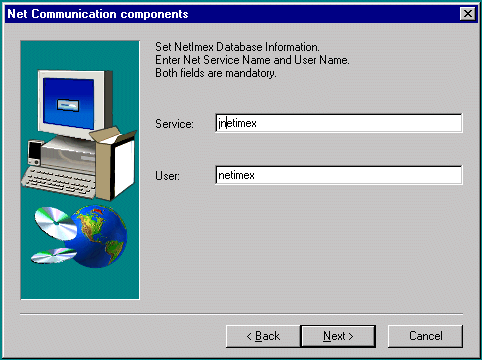 Net Communication components
Set NetImex Database Information.
Enter Net Service Name and User Name.
Both fields are mandatory.
Service: jnetimex
User: netimex
< Back Next > Cancel